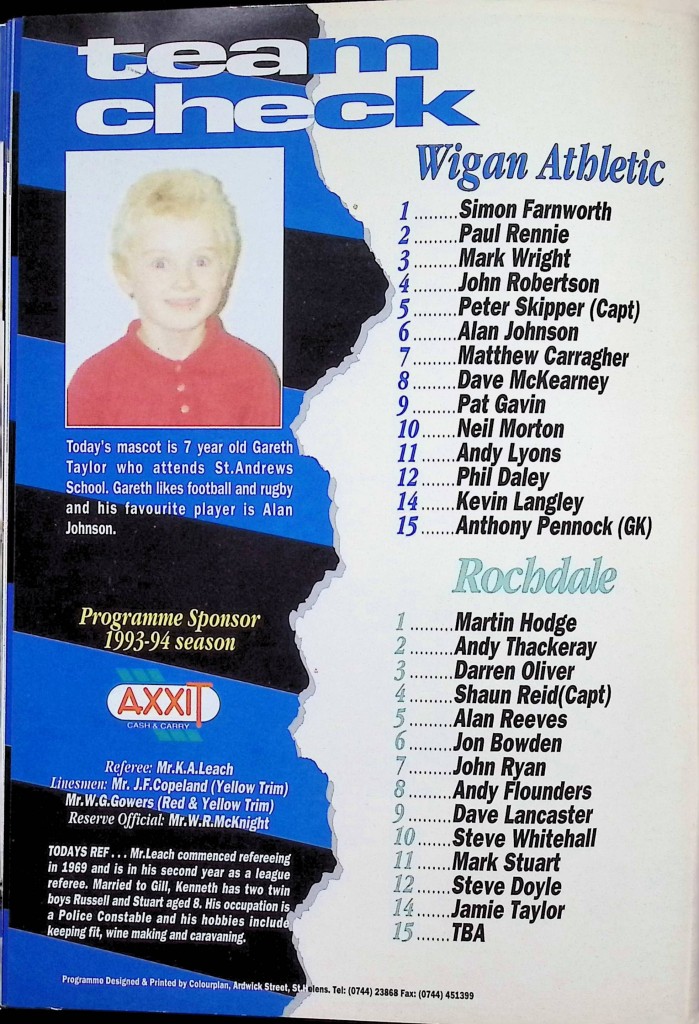 team
check
Today's mascot is 7 year old Gareth
Taylor who attends St.Andrews
School. Gareth likes football and rugby
and his favourite player is Alan
Johnson.
Programme Sponsor
1993-94 season
AXXIT
CASH & CARRY
Referee: Mr.K.A.Leach
Linesmen: Mr. J.F.Copeland (Yellow Trim)
Mr.W.G.Gowers (Red & Yellow Trim)
Reserve Official: Mr.W.R.McKnight
TODAYS REF . . . Mr.Leach commenced refereeing
in 1969 and is in his second year as a league
referee. Married to Gill, Kenneth has two twin
boys Russell and Stuart aged 8. His occupation is
a Police Constable and his hobbies include
keeping fit, wine making and caravaning.
Wigan Athletic
1 .........Simon Farnworth
2 .........Paul Rennie
3 .........Mark Wright
4 .........John Robertson
5 .........Peter Skipper (Capt)
6 .........Alan Johnson
7 .........Matthew Carragher
8 .........Dave McKearney
9 .........Pat Gavin
10 .......Neil Morton
11 .......Andy Lyons
12 .......Phil Daley
14 .......Kevin Langley
15 .......Anthony Pennock (GK)
Rochdale
1 .........Martin Hodge
2 .........Andy Thackeray
3 .........Darren Oliver
4 .........Shaun Reid(Capt)
5 .........Alan Reeves
6 .........Jon Bowden
7 .........John Ryan
8 .........Andy Flounders
9 .........Dave Lancaster
10 .......Steve Whitehall
11 .......Mark Stuart
12 .......Steve Doyle
14 .......Jamie Taylor
15 .......TBA
Programme Designed & Printed by Colourplan, Ardwick Street, St.Helens. Tel: (0744) 23868 Fax: (0744) 451399